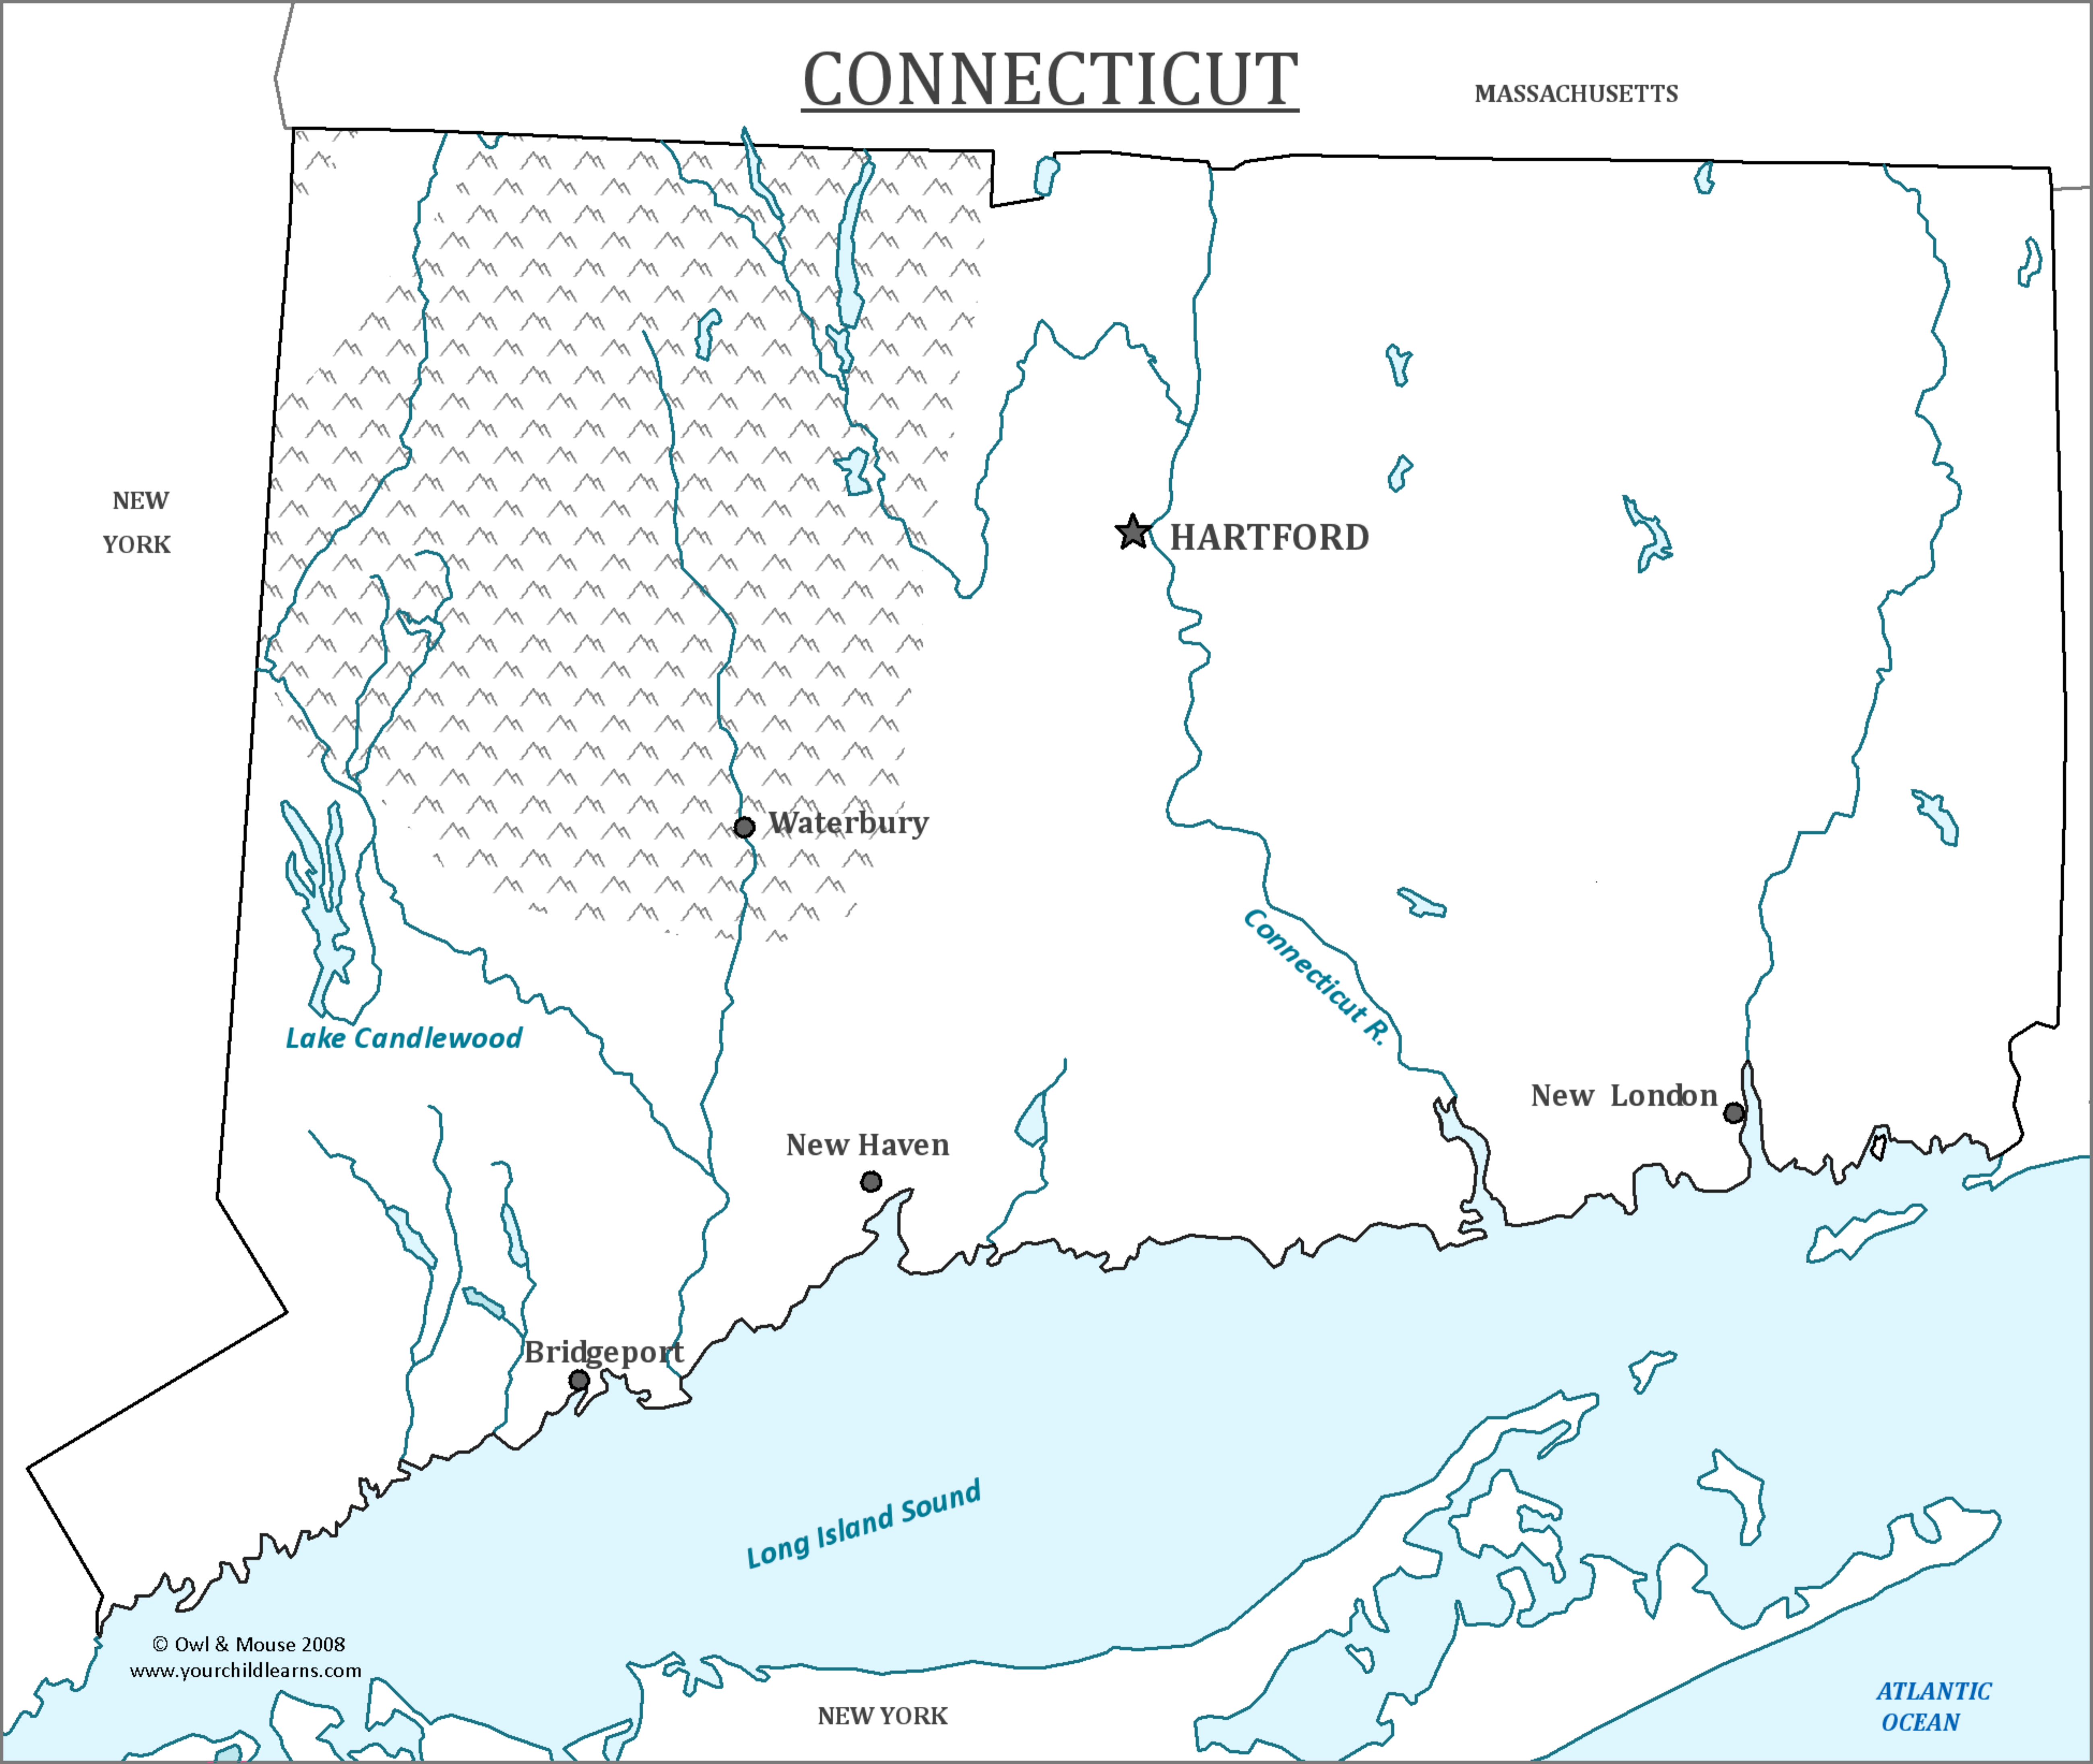 CONNECTICUT
MASSACHUSETTS
NEW
YORK
HARTFORD
Waterbury
Connecticut R.
Lake Candlewood
New London
New Haven
Bridgeport
Long Island Sound
© Owl & Mouse 2008
www.yourchildlearns.com
NEW YORK
ATLANTIC
OCEAN